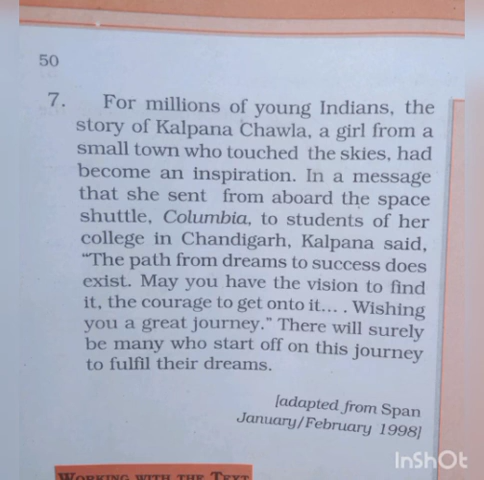 50
7. For millions of young Indians, the
story of Kalpana Chawla, a girl from a
small town who touched the skies, had
become an inspiration. In a message
that she sent from aboard the space
shuttle, Columbia, to students of her
college in Chandigarh, Kalpana said,
“The path from dreams to success does
exist. May you have the vision to find
it, the courage to get onto it... . Wishing
you a great journey.” There will surely
be many who start off on this journey
to fulfil their dreams.
[adapted from Span
January/February 1998]
WORKING WITH THE TEXT
InShOt